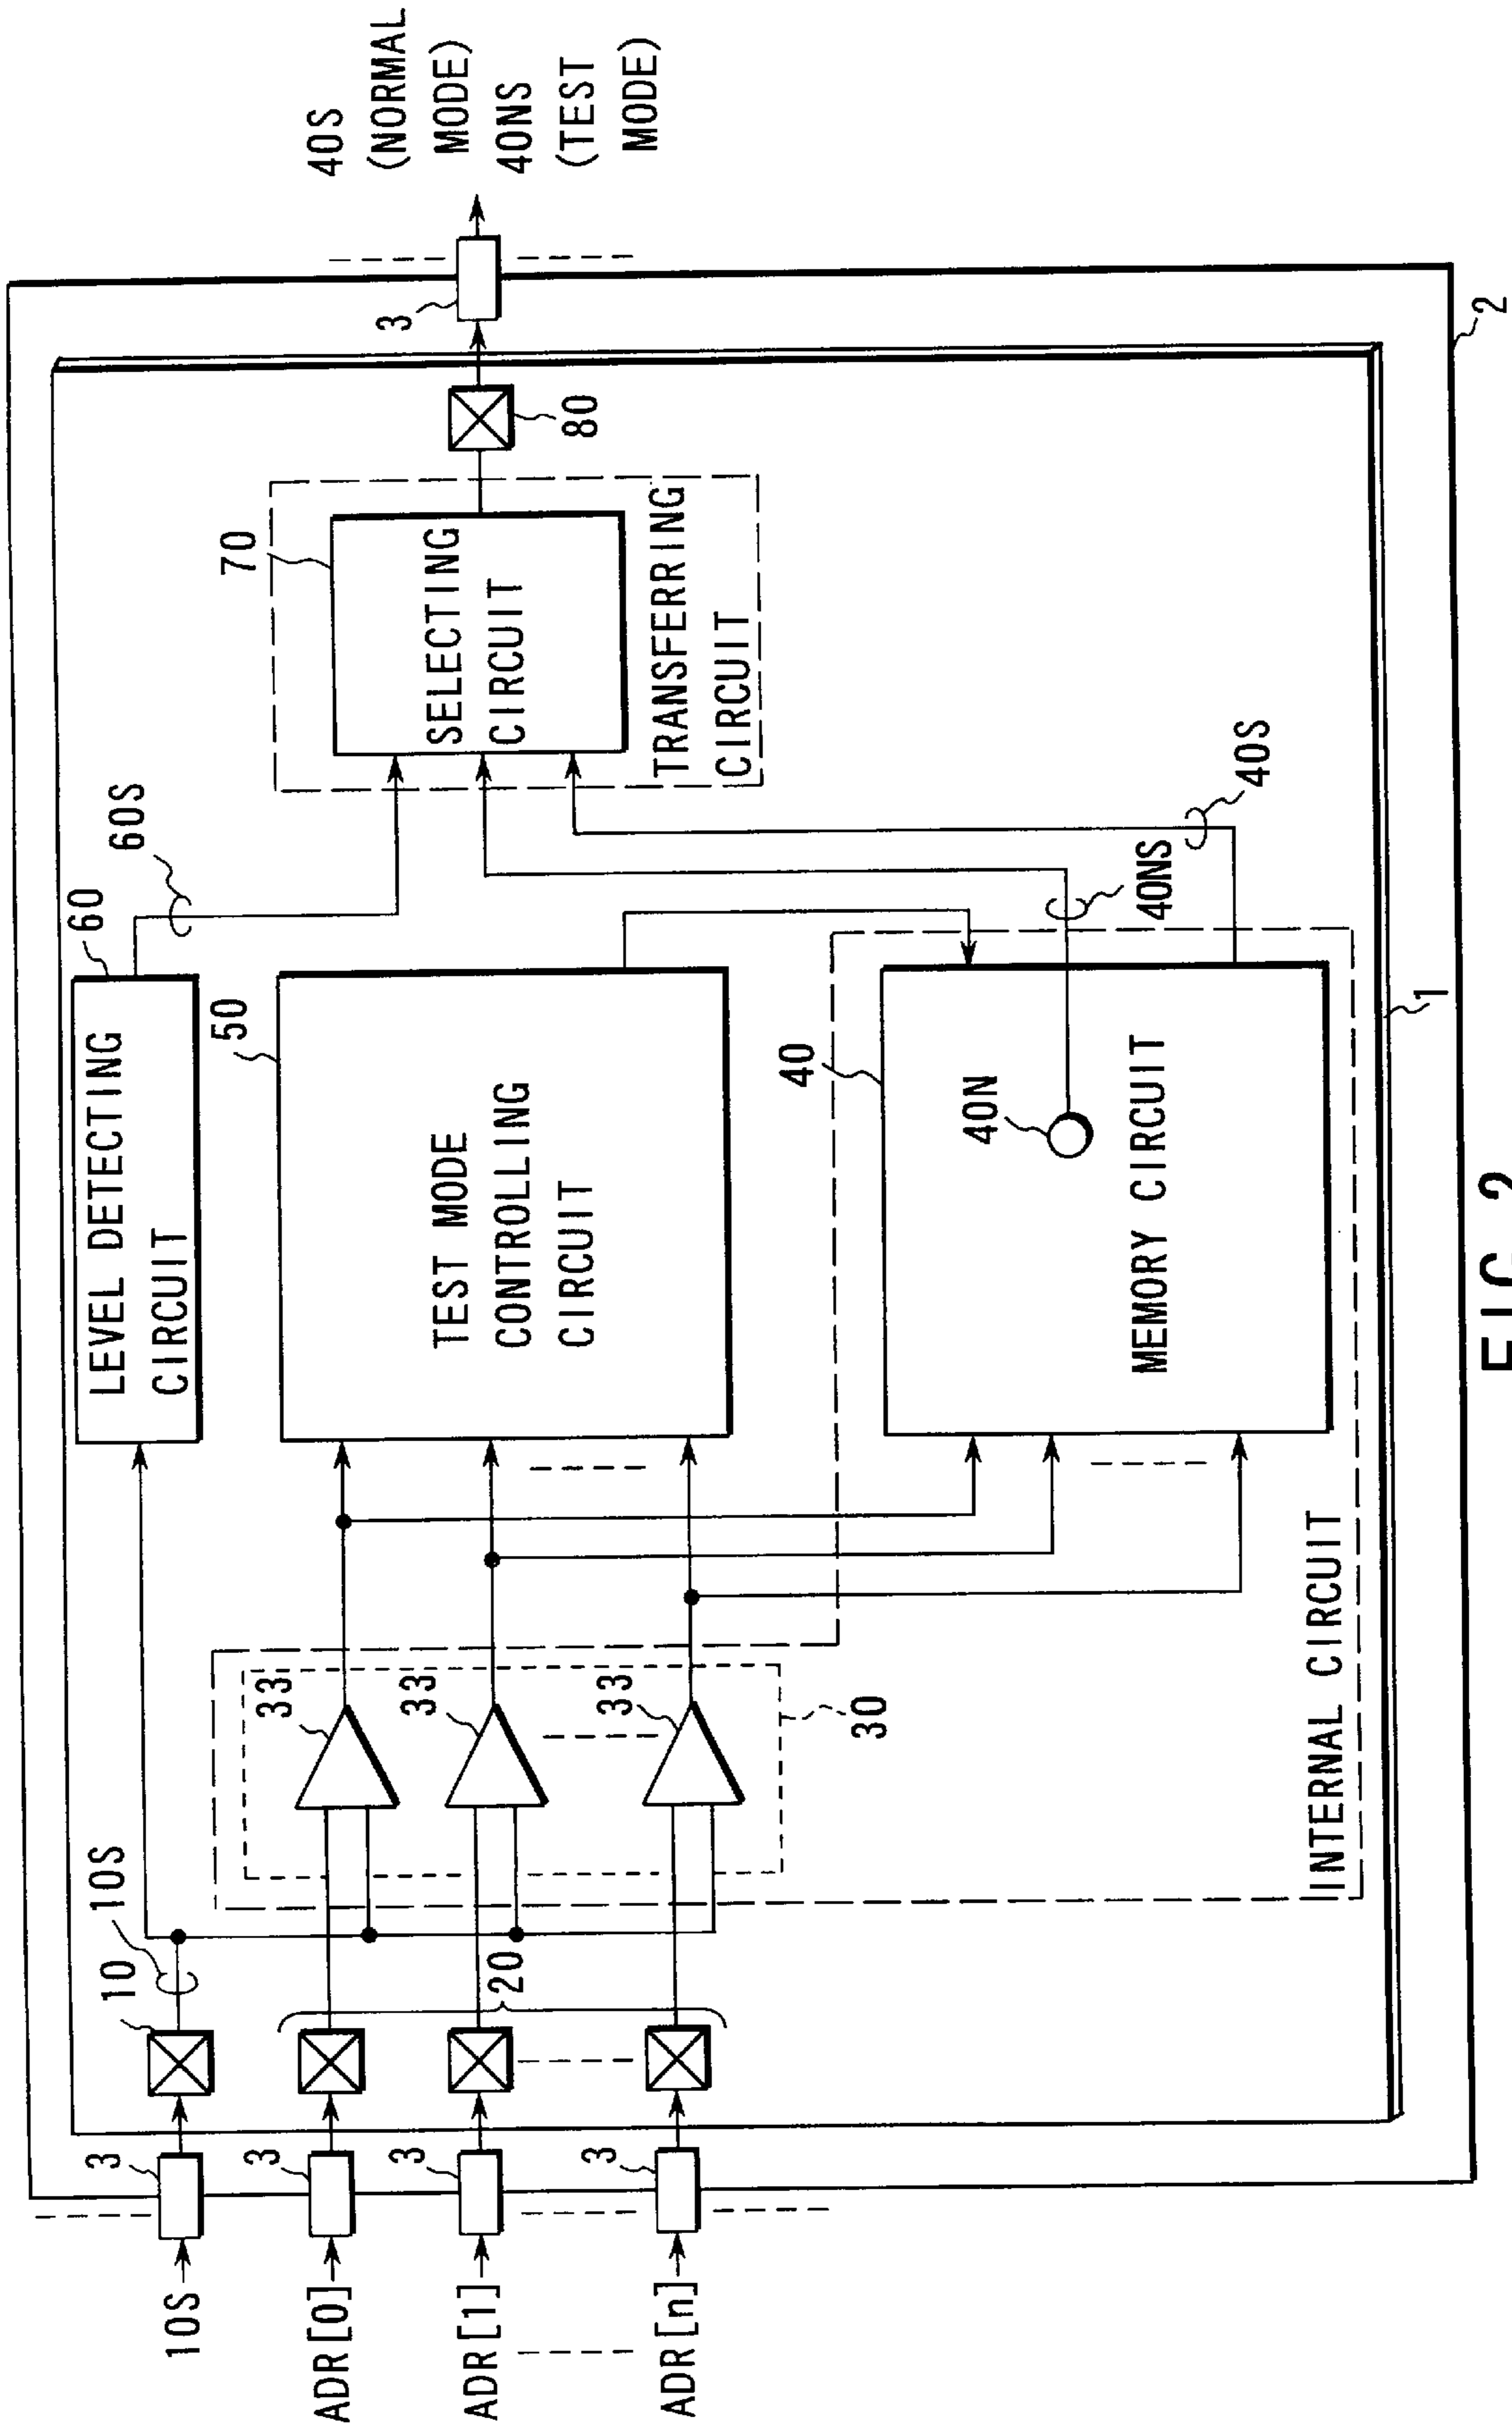 10S
ADR[0]
ADR[1]
ADR[n]
3
3
3
3
10
10S
20
33
33
33
30
LEVEL DETECTING
CIRCUIT
60
60S
50
TEST MODE
CONTROLLING
CIRCUIT
40
40N
MEMORY CIRCUIT
40NS
40S
INTERNAL CIRCUIT
70
SELECTING
CIRCUIT
TRANSFERRING
CIRCUIT
80
3
40S
(NORMAL
MODE)
40NS
(TEST
MODE)
1
2
FIG. 2